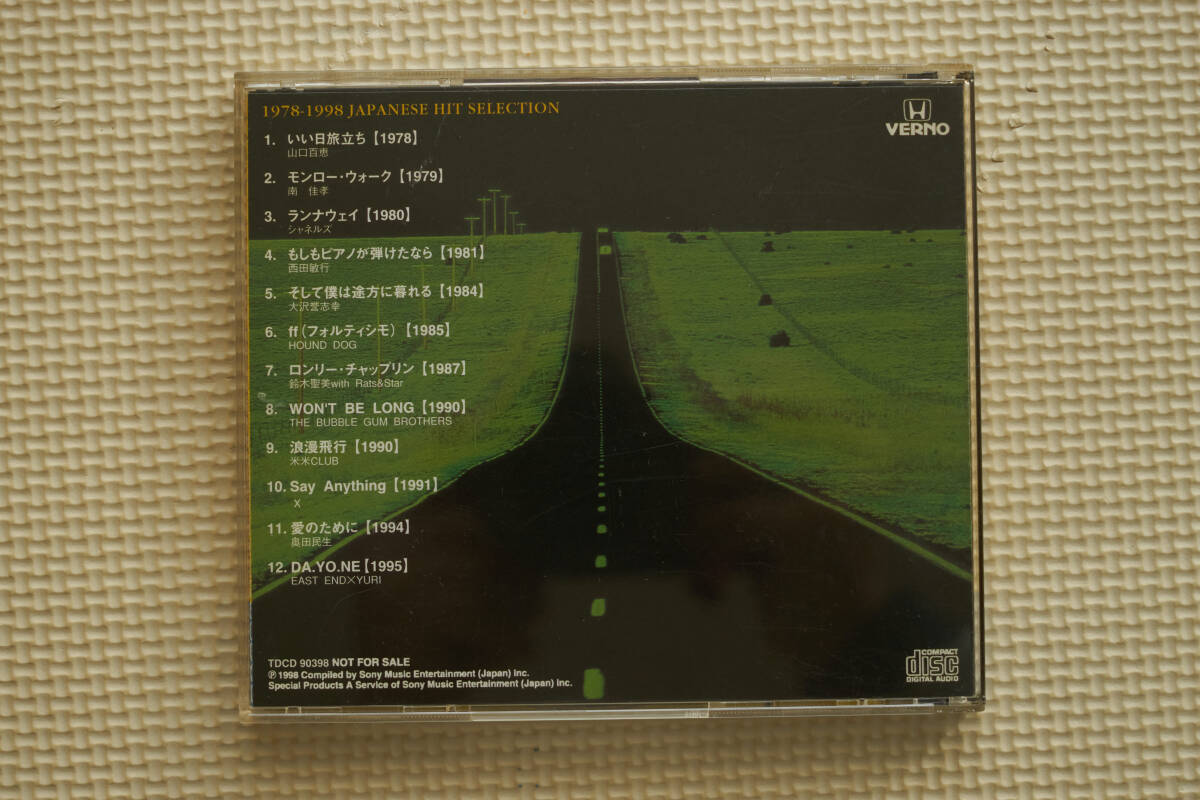 1978-1998 JAPANESE HIT SELECTION
H
VERNO
1. いい日旅立ち【1978】
山口百恵
2. モンロー・ウォーク【1979】
南 佳孝
3. ランナウェイ【1980】
シャネルズ
4. もしもピアノが弾けたなら【1981】
西田敏行
5. そして僕は途方に暮れる【1984】
大沢誉志幸
6. ff(フォルティシモ)【1985】
HOUND DOG
7. ロンリー・チャップリン【1987】
鈴木聖美with Rats&Star
8. WON'T BE LONG【1990】
THE BUBBLE GUM BROTHERS
9. 浪漫飛行【1990】
米米CLUB
10. Say Anything【1991】
X
11. 愛のために【1994】
奥田民生
12. DA.YO.NE【1995】
EAST END×YURI
TDCD 90398 NOT FOR SALE
Ⓟ 1998 Compiled by Sony Music Entertainment (Japan) Inc.
Special Products A Service of Sony Music Entertainment (Japan) Inc.
COMPACT
disc
DIGITAL AUDIO